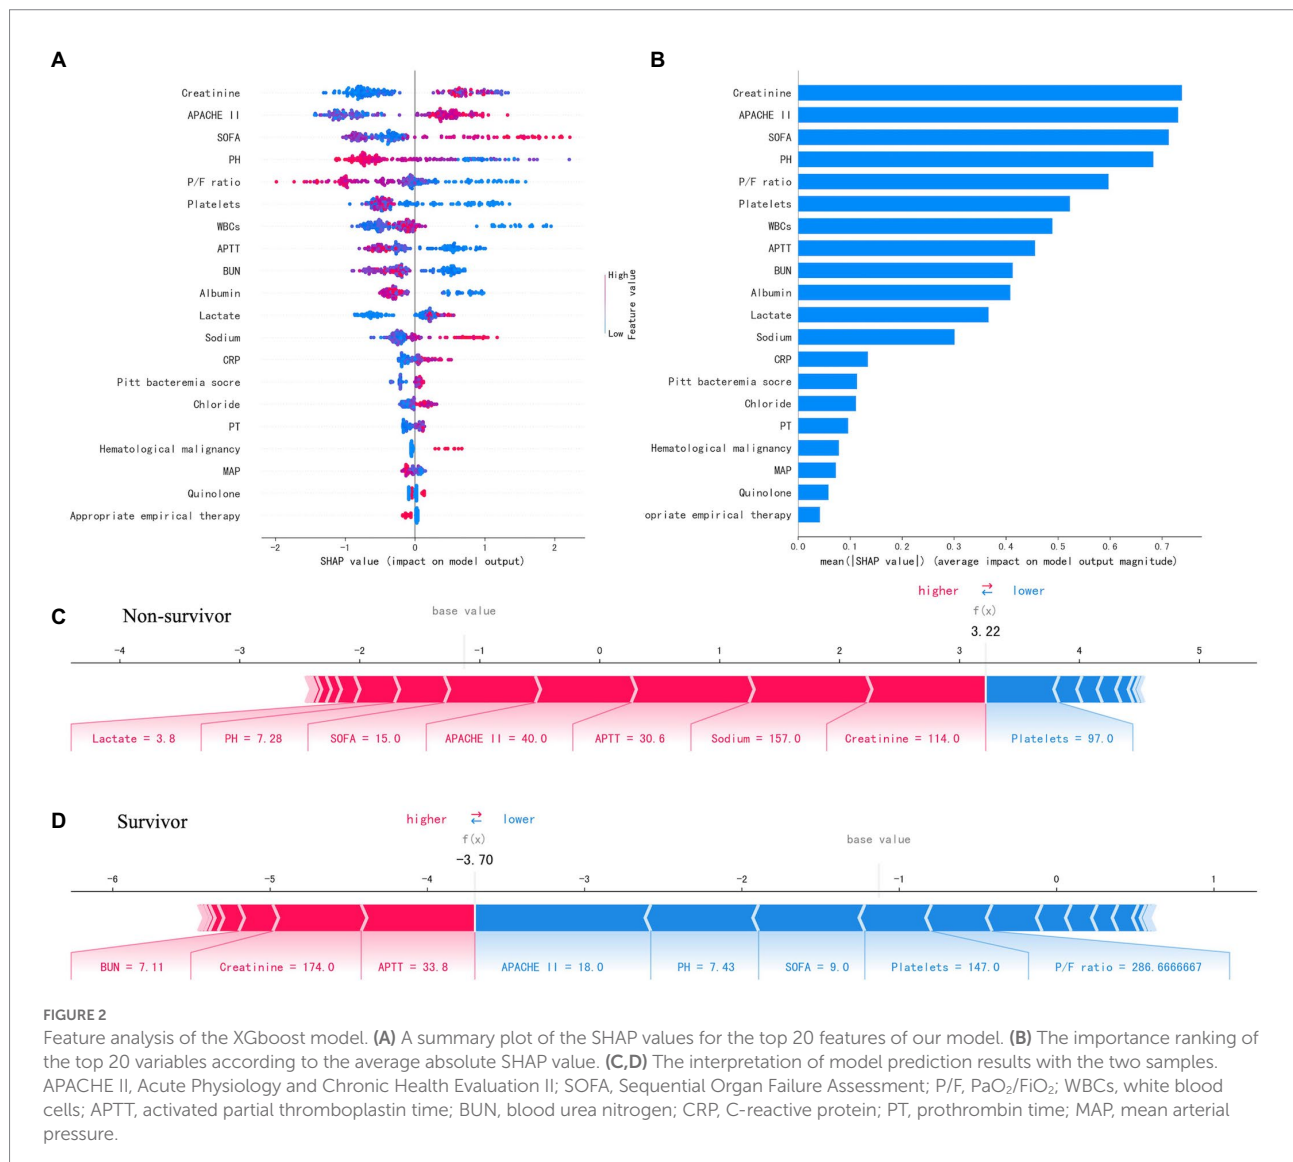 A
Creatinine
APACHE II
SOFA
PH
P/F ratio
Platelets
WBCs
APTT
BUN
Albumin
Lactate
Sodium
CRP
Pitt bacteremia socre
Chloride
PT
Hematological malignancy
MAP
Quinolone
Appropriate empirical therapy
-2 -1 0 1 2
SHAP value (impact on model output)
High
Low
Feature value
B
Creatinine
APACHE II
SOFA
PH
P/F ratio
Platelets
WBCs
APTT
BUN
Albumin
Lactate
Sodium
CRP
Pitt bacteremia socre
Chloride
PT
Hematological malignancy
MAP
Quinolone
opriate empirical therapy
0.0 0.1 0.2 0.3 0.4 0.5 0.6 0.7
mean(|SHAP value|) (average impact on model output magnitude)
C Non-survivor
higher ⇄ lower
base value f(x)
3.22
-4 -3 -2 -1 0 1 2 3 4 5
Lactate = 3.8 PH = 7.28 SOFA = 15.0 APACHE II = 40.0 APTT = 30.6 Sodium = 157.0 Creatinine = 114.0 Platelets = 97.0
D Survivor
higher ⇄ lower
f(x) base value
-3.70
-6 -5 -4 -3 -2 -1 0 1
BUN = 7.11 Creatinine = 174.0 APTT = 33.8 APACHE II = 18.0 PH = 7.43 SOFA = 9.0 Platelets = 147.0 P/F ratio = 286.6666667
FIGURE 2
Feature analysis of the XGboost model. (A) A summary plot of the SHAP values for the top 20 features of our model. (B) The importance ranking of
the top 20 variables according to the average absolute SHAP value. (C,D) The interpretation of model prediction results with the two samples.
APACHE II, Acute Physiology and Chronic Health Evaluation II; SOFA, Sequential Organ Failure Assessment; P/F, PaO₂/FiO₂; WBCs, white blood
cells; APTT, activated partial thromboplastin time; BUN, blood urea nitrogen; CRP, C-reactive protein; PT, prothrombin time; MAP, mean arterial
pressure.